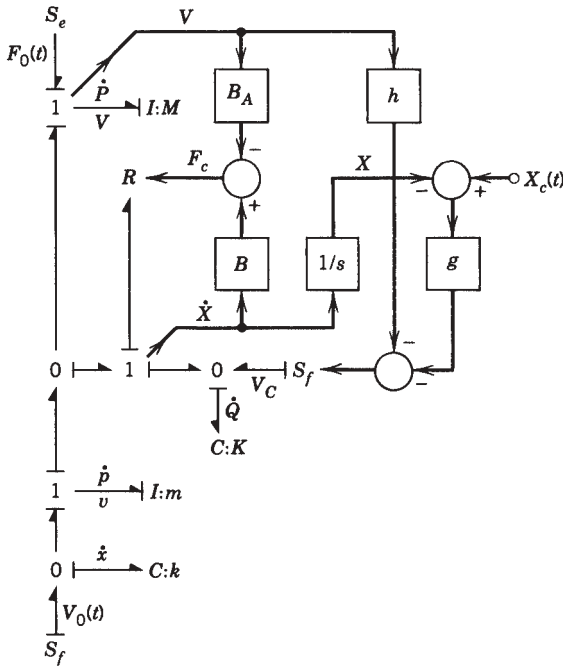 S_e
V
F_0(t)
Ṗ
1
V
I:M
B_A
h
−
R
F_c
+
X
−
+
X_c(t)
B
1/s
g
Ẋ
−
−
0
1
0
V_C
S_f
Q̇
C:K
ṗ
1
v
I:m
0
ẋ
C:k
V_0(t)
S_f